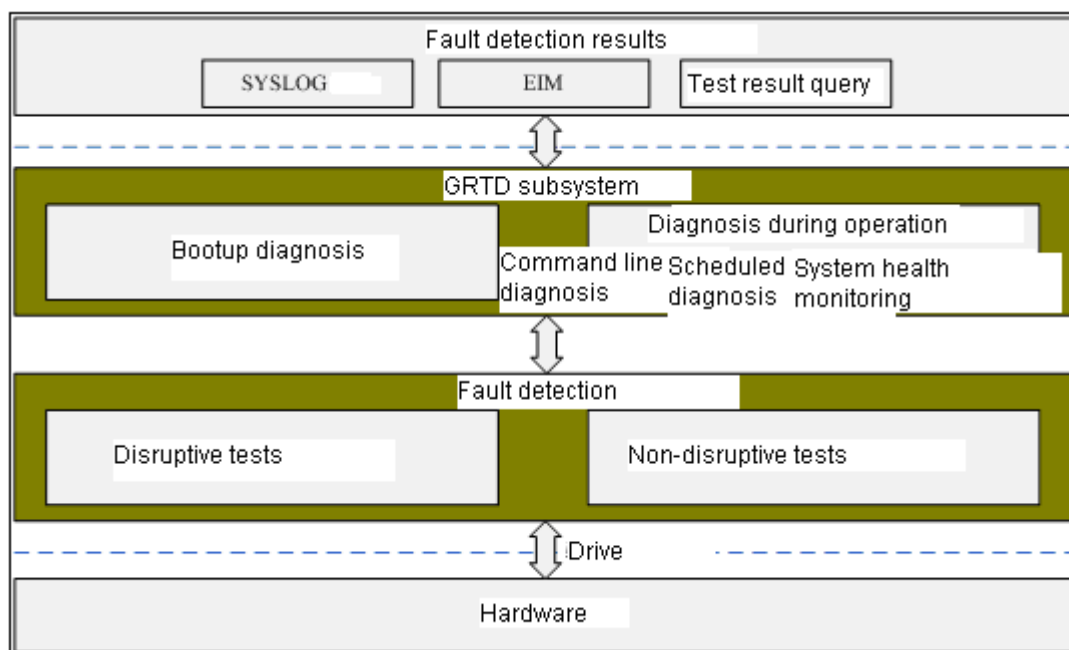 Fault detection results
SYSLOG
EIM
Test result query
GRTD subsystem
Bootup diagnosis
Diagnosis during operation
Command line
diagnosis
Scheduled
diagnosis
System health
monitoring
Fault detection
Disruptive tests
Non-disruptive tests
Drive
Hardware